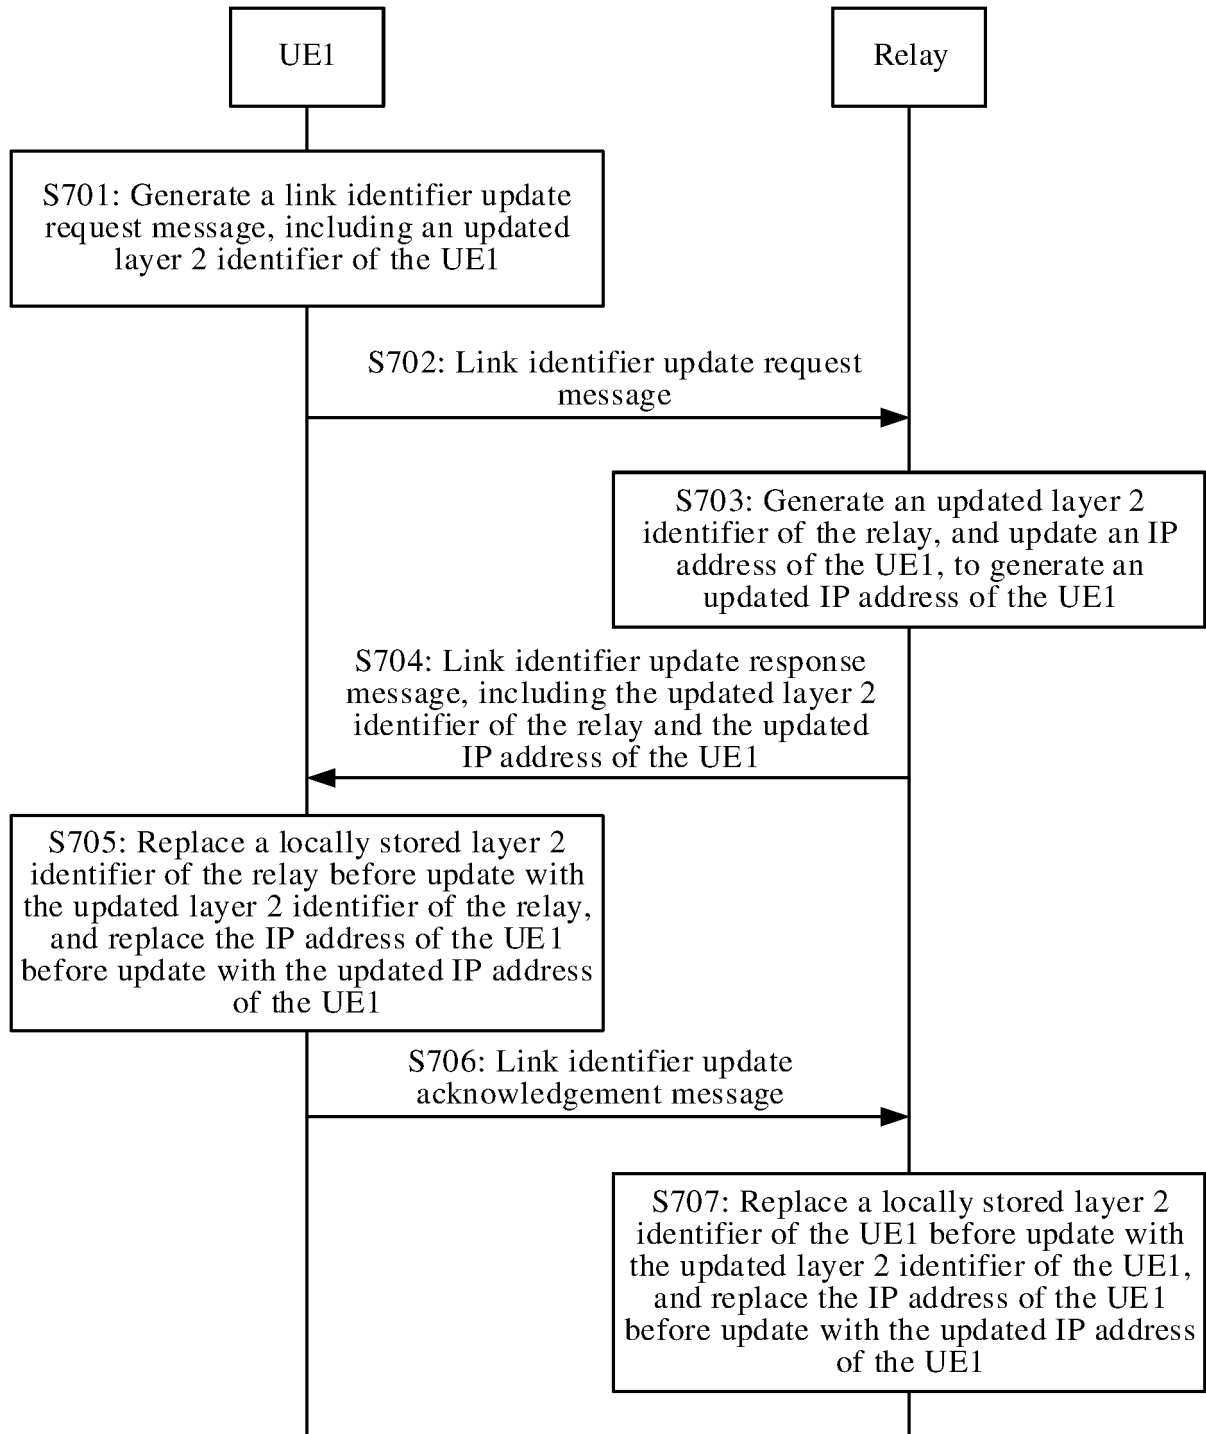 UE1
Relay
S701: Generate a link identifier update
request message, including an updated
layer 2 identifier of the UE1
S702: Link identifier update request
message
S703: Generate an updated layer 2
identifier of the relay, and update an IP
address of the UE1, to generate an
updated IP address of the UE1
S704: Link identifier update response
message, including the updated layer 2
identifier of the relay and the updated
IP address of the UE1
S705: Replace a locally stored layer 2
identifier of the relay before update with
the updated layer 2 identifier of the relay,
and replace the IP address of the UE1
before update with the updated IP address
of the UE1
S706: Link identifier update
acknowledgement message
S707: Replace a locally stored layer 2
identifier of the UE1 before update with
the updated layer 2 identifier of the UE1,
and replace the IP address of the UE1
before update with the updated IP address
of the UE1